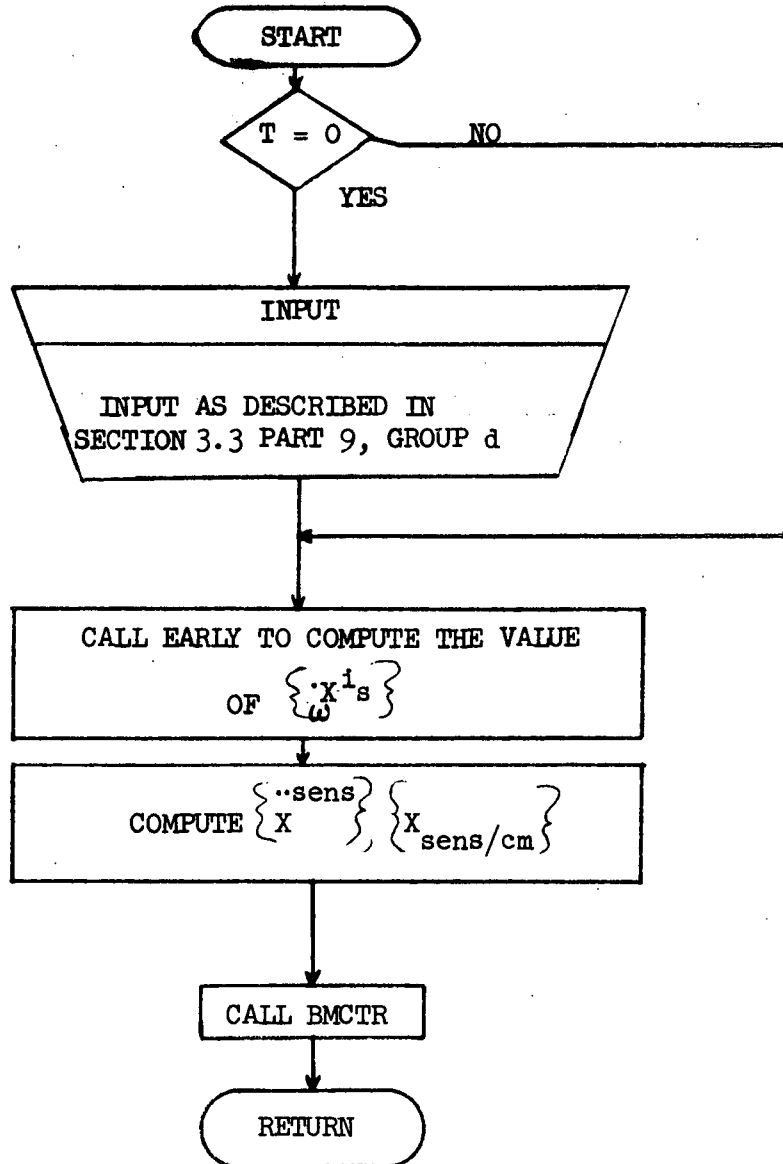 START
T = 0
NO
YES
INPUT
INPUT AS DESCRIBED IN
SECTION 3.3 PART 9, GROUP d
CALL EARLY TO COMPUTE THE VALUE
OF {ω̇X^i s}
COMPUTE {Ẍ^sens}, {X_sens/cm}
CALL BMCTR
RETURN